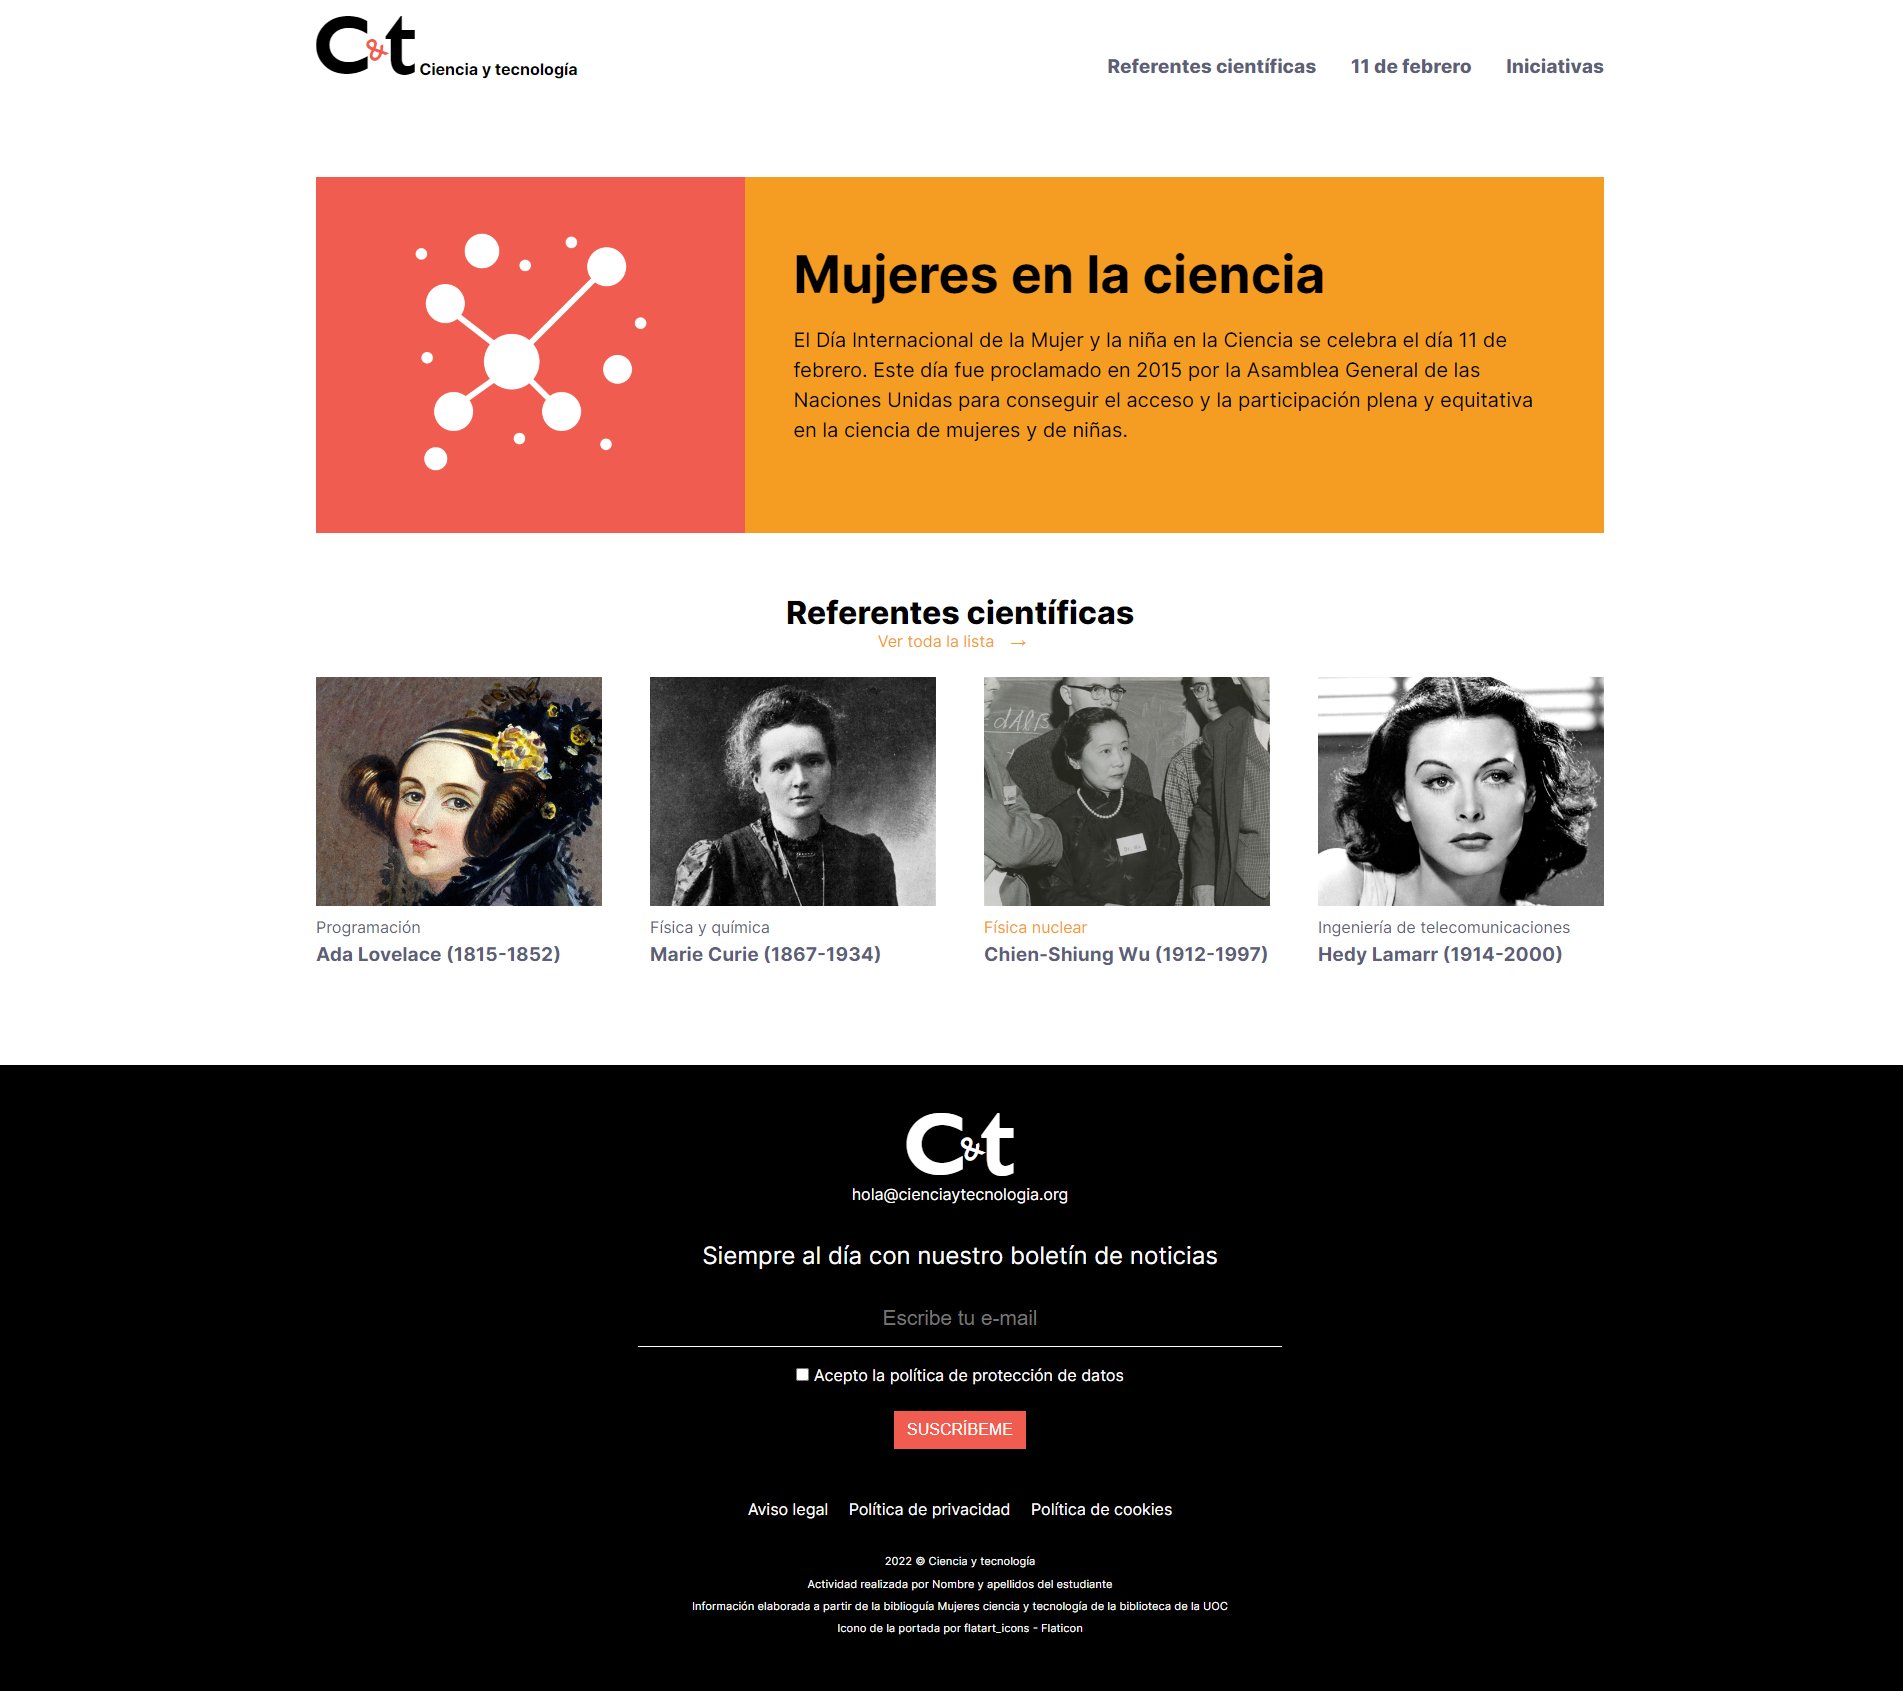 C&t Ciencia y tecnología
Referentes científicas 11 de febrero Iniciativas
Mujeres en la ciencia
El Día Internacional de la Mujer y la niña en la Ciencia se celebra el día 11 de
febrero. Este día fue proclamado en 2015 por la Asamblea General de las
Naciones Unidas para conseguir el acceso y la participación plena y equitativa
en la ciencia de mujeres y de niñas.
Referentes científicas
Ver toda la lista →
Programación
Ada Lovelace (1815-1852)
Física y química
Marie Curie (1867-1934)
Física nuclear
Chien-Shiung Wu (1912-1997)
Ingeniería de telecomunicaciones
Hedy Lamarr (1914-2000)
C&t
hola@cienciaytecnologia.org
Siempre al día con nuestro boletín de noticias
Escribe tu e-mail
Acepto la política de protección de datos
SUSCRÍBEME
Aviso legal Política de privacidad Política de cookies
2022 © Ciencia y tecnología
Actividad realizada por Nombre y apellidos del estudiante
Información elaborada a partir de la biblioguía Mujeres ciencia y tecnología de la biblioteca de la UOC
Icono de la portada por flatart_icons - Flaticon